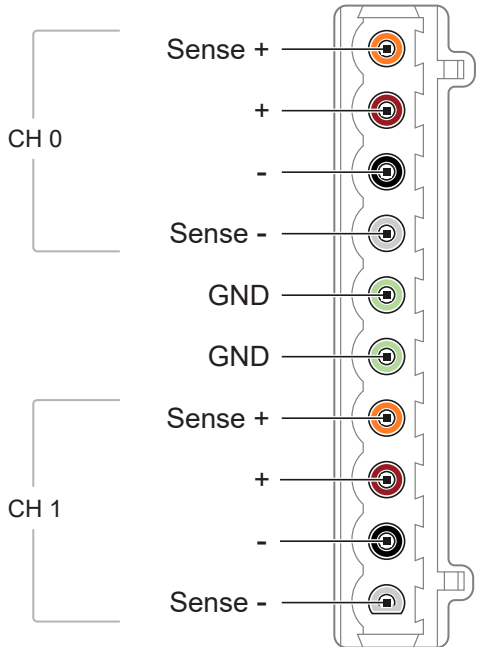 Sense +
+
CH 0
-
Sense -
GND
GND
Sense +
+
CH 1
-
Sense -